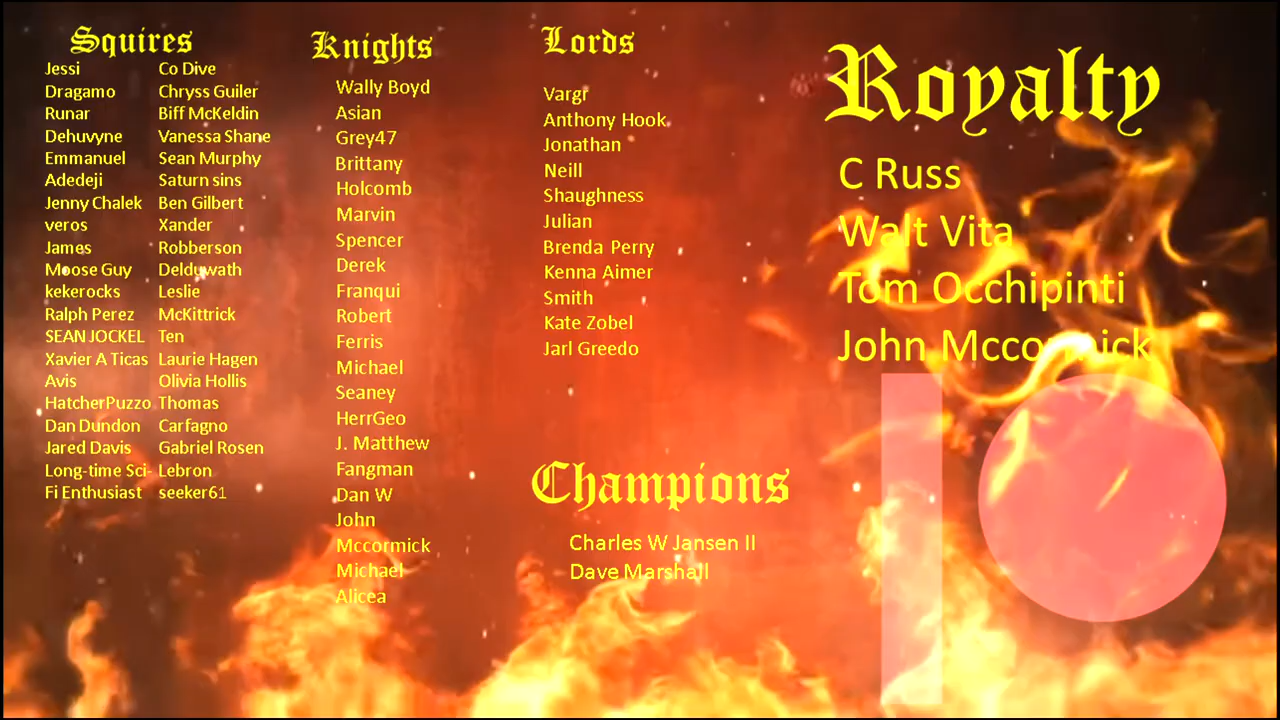 Squires
Jessi
Dragamo
Runar
Dehuvyne
Emmanuel
Adedeji
Jenny Chalek
veros
James
Moose Guy
kekerocks
Ralph Perez
SEAN JOCKEL
Xavier A Ticas
Avis
HatcherPuzzo
Dan Dundon
Jared Davis
Long-time Sci-
Fi Enthusiast
Co Dive
Chryss Guiler
Biff McKeldin
Vanessa Shane
Sean Murphy
Saturn sins
Ben Gilbert
Xander
Robberson
Delduwath
Leslie
McKittrick
Ten
Laurie Hagen
Olivia Hollis
Thomas
Carfagno
Gabriel Rosen
Lebron
seeker61
Knights
Wally Boyd
Asian
Grey47
Brittany
Holcomb
Marvin
Spencer
Derek
Franqui
Robert
Ferris
Michael
Seaney
HerrGeo
J. Matthew
Fangman
Dan W
John
Mccormick
Michael
Alicea
Lords
Vargr
Anthony Hook
Jonathan
Neill
Shaughness
Julian
Brenda Perry
Kenna Aimer
Smith
Kate Zobel
Jarl Greedo
Champions
Charles W Jansen II
Dave Marshall
Royalty
C Russ
Walt Vita
Tom Occhipinti
John Mccormick